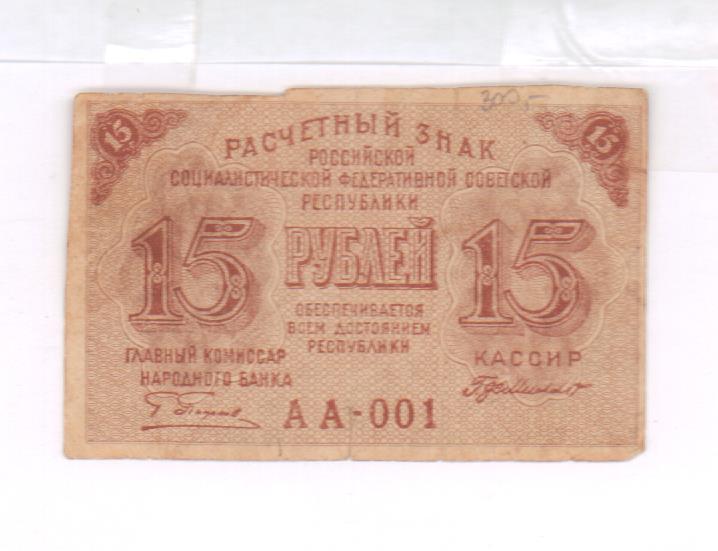 300,-
15 15
РАСЧЕТНЫЙ ЗНАК
РОССИЙСКОЙ
СОЦИАЛИСТИЧЕСКОЙ ФЕДЕРАТИВНОЙ СОВЕТСКОЙ
РЕСПУБЛИКИ
15 РУБЛЕЙ 15
ОБЕСПЕЧИВАЕТСЯ
ВСЕМ ДОСТОЯНИЕМ
РЕСПУБЛИКИ
ГЛАВНЫЙ КОМИССАР
НАРОДНОГО БАНКА
КАССИР
АА-001